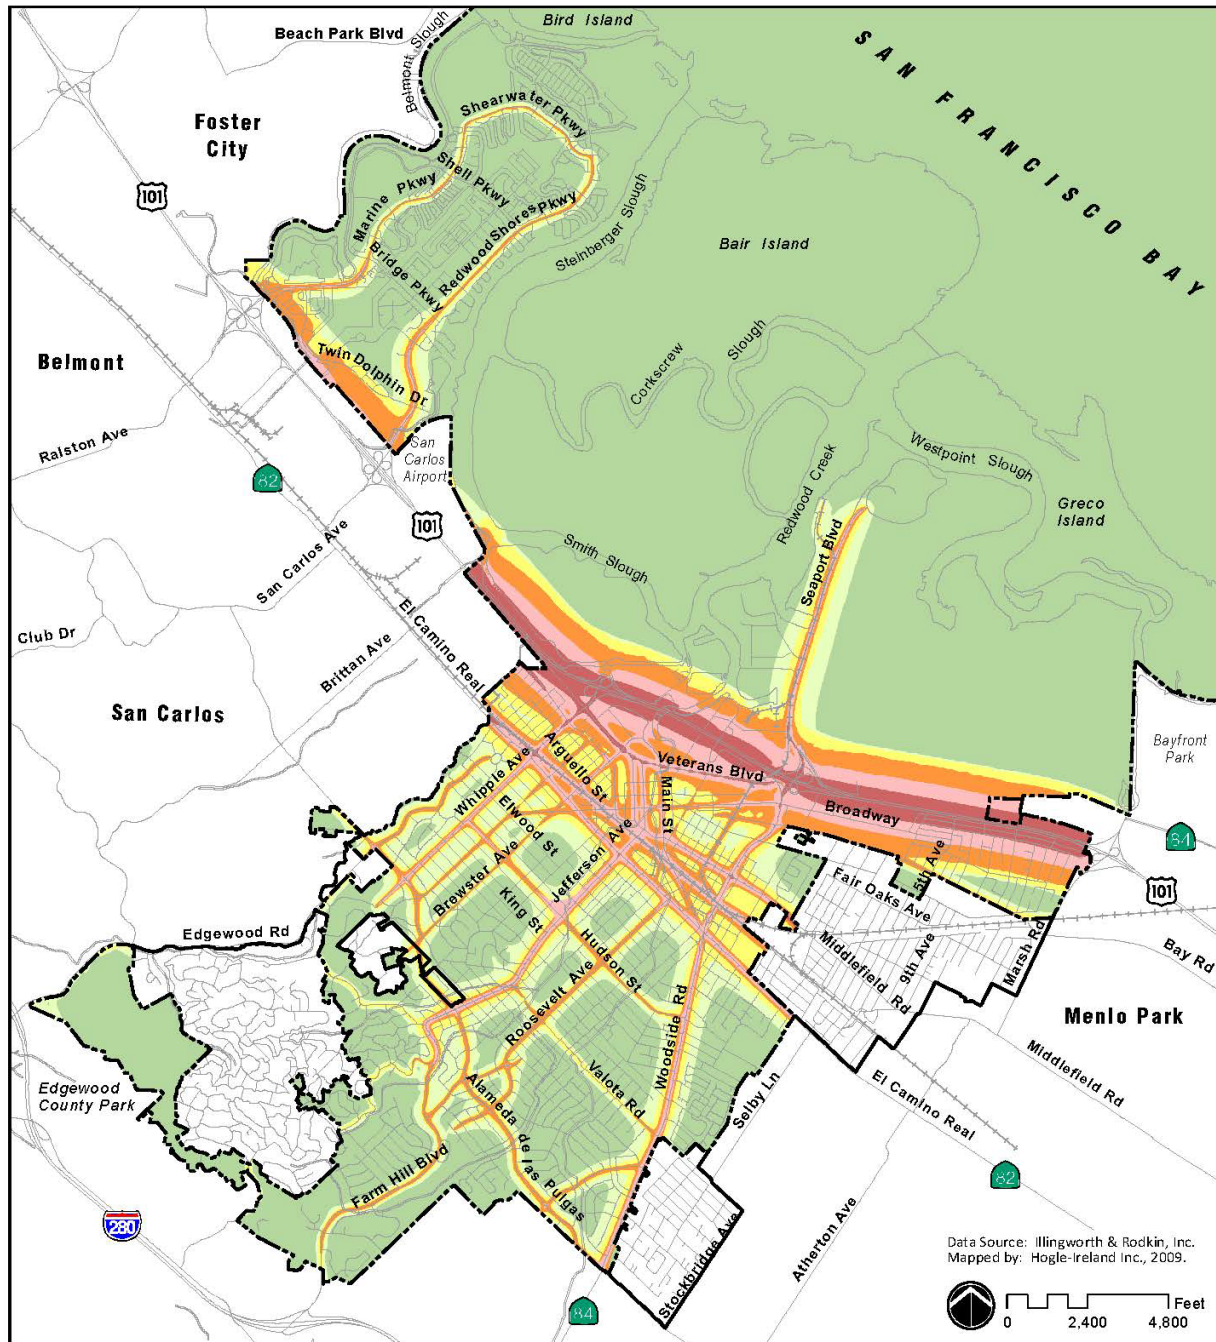 Bird Island
Beach Park Blvd
Belmont Slough
SAN FRANCISCO BAY
Foster
City
Shearwater Pkwy
Shell Pkwy
101
Marine Pkwy
Redwood Shores Pkwy
Steinberger Slough
Bair Island
Bridge Pkwy
Belmont
Twin Dolphin Dr
Corkscrew Slough
Ralston Ave
San
Carlos
Airport
82
Redwood Creek
Westpoint Slough
Greco
Island
101
San Carlos Ave
Smith Slough
Seaport Blvd
Club Dr
El Camino Real
Brittan Ave
San Carlos
Bayfront
Park
Arguello St
Veterans Blvd
Whipple Ave
Main St
Broadway
84
Elwood St
Jefferson Ave
Brewster Ave
5th Ave
Fair Oaks Ave
101
King St
Edgewood Rd
Hudson St
Middlefield Rd
9th Ave
Marsh Rd
Bay Rd
Roosevelt Ave
Woodside Rd
Menlo Park
Edgewood
County Park
Valota Rd
Selby Ln
Middlefield Rd
El Camino Real
Alameda de las Pulgas
Farm Hill Blvd
82
280
Stockbridge Ave
Atherton Ave
84
Data Source: Illingworth & Rodkin, Inc.
Mapped by: Hogle-Ireland Inc., 2009.
Feet
0 2,400 4,800